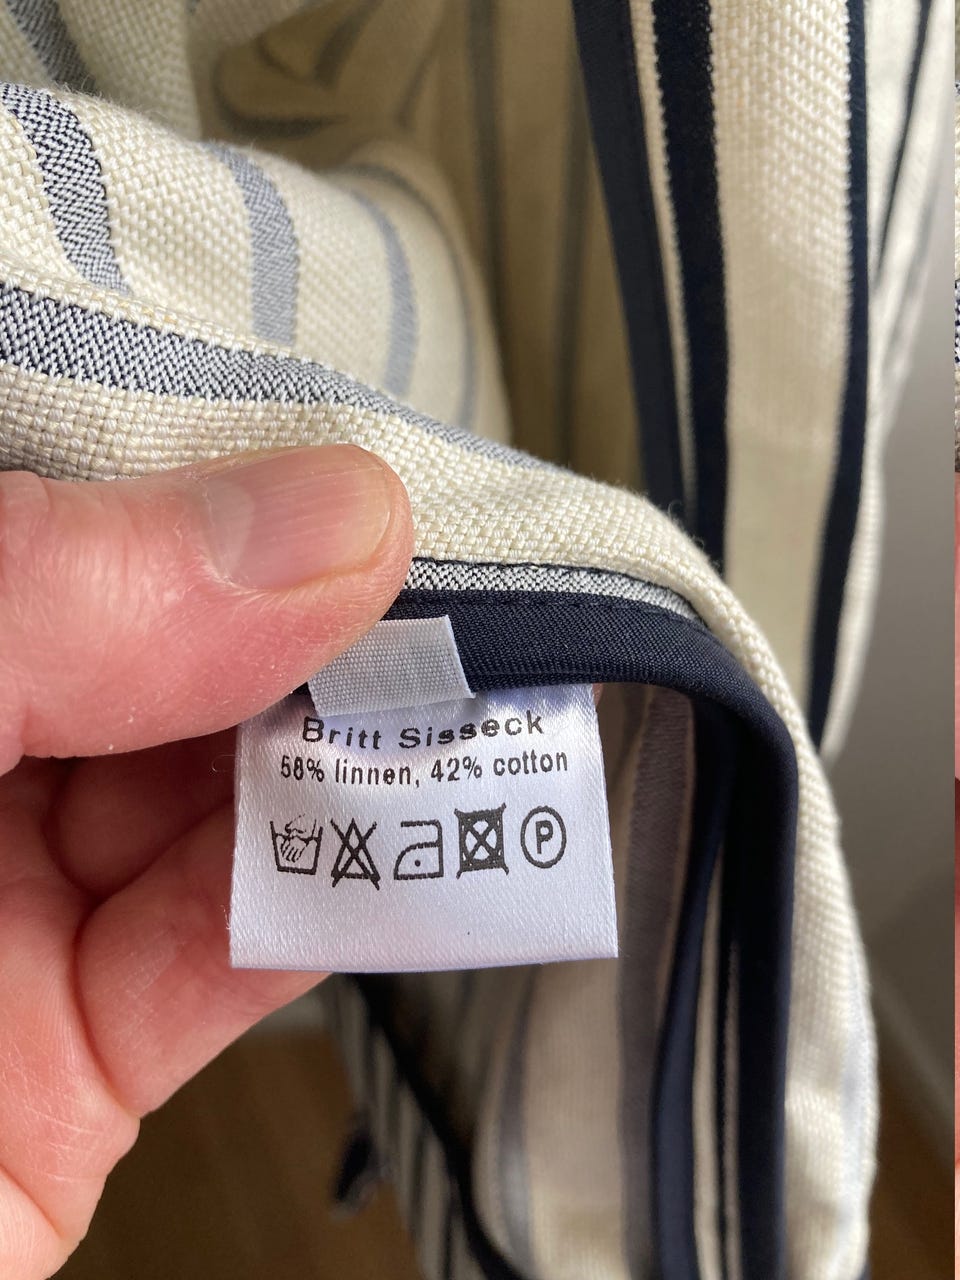 Britt Sisseck
58% linnen, 42% cotton
P